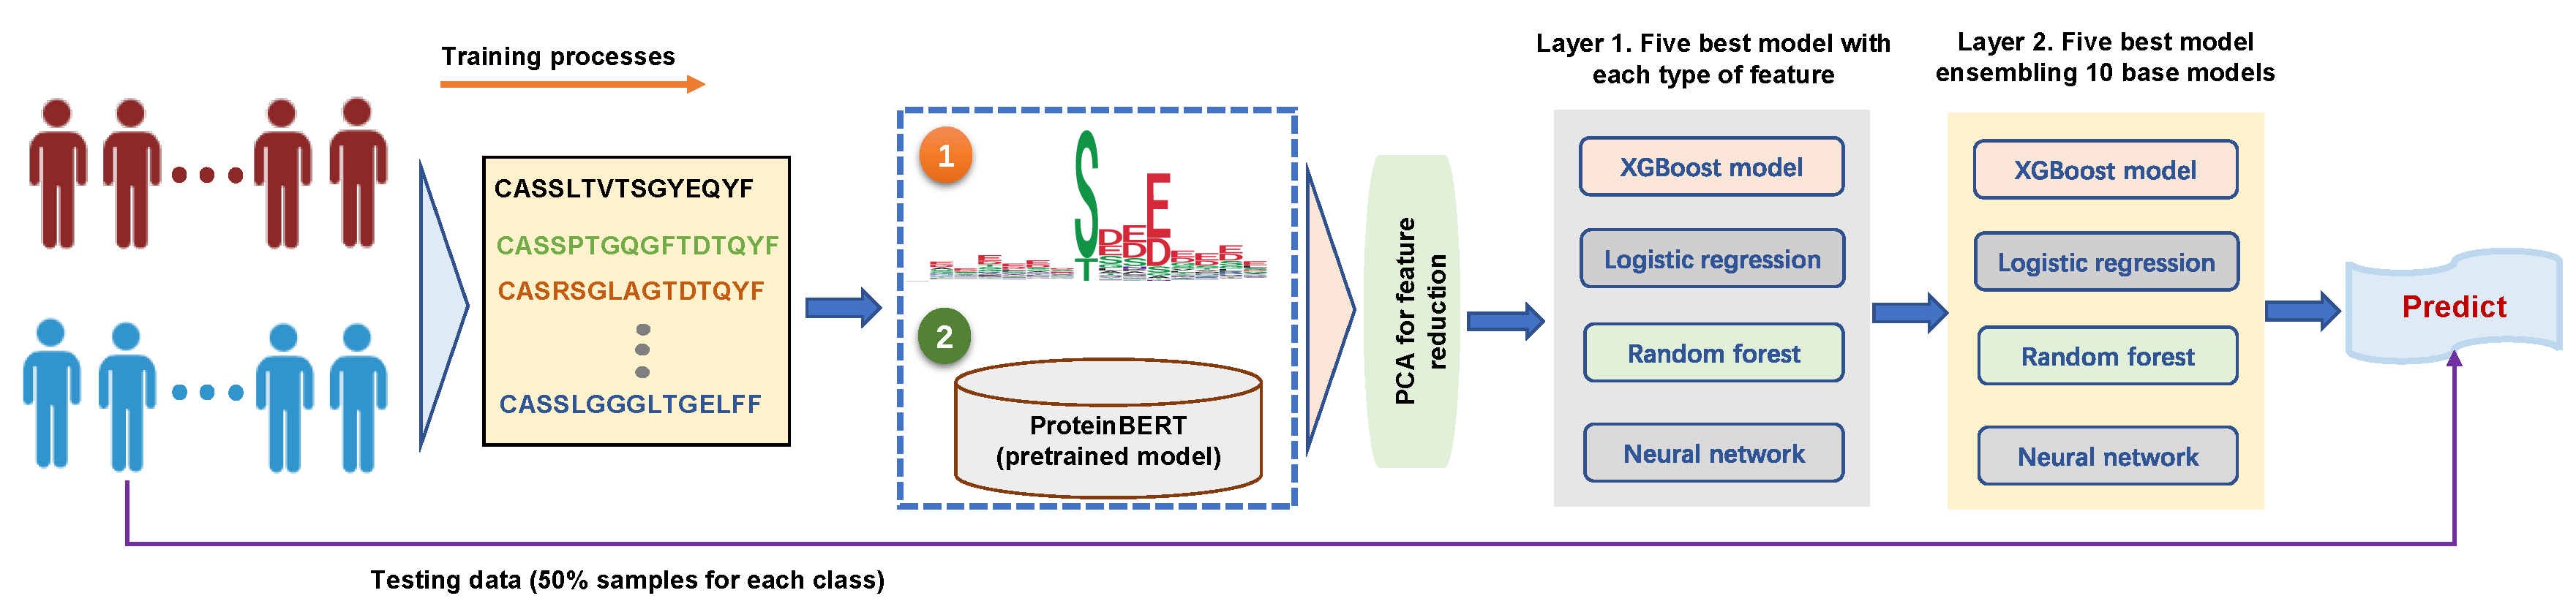 Training processes
CASSLTVTSGYEQYF
CASSPTGQGFTDTQYF
CASRSGLAGTDTQYF
CASSLGGGLTGELFF
1
S
T
E
D
2
ProteinBERT
(pretrained model)
PCA for feature
reduction
Layer 1. Five best model with
each type of feature
XGBoost model
Logistic regression
Random forest
Neural network
Layer 2. Five best model
ensembling 10 base models
XGBoost model
Logistic regression
Random forest
Neural network
Predict
Testing data (50% samples for each class)